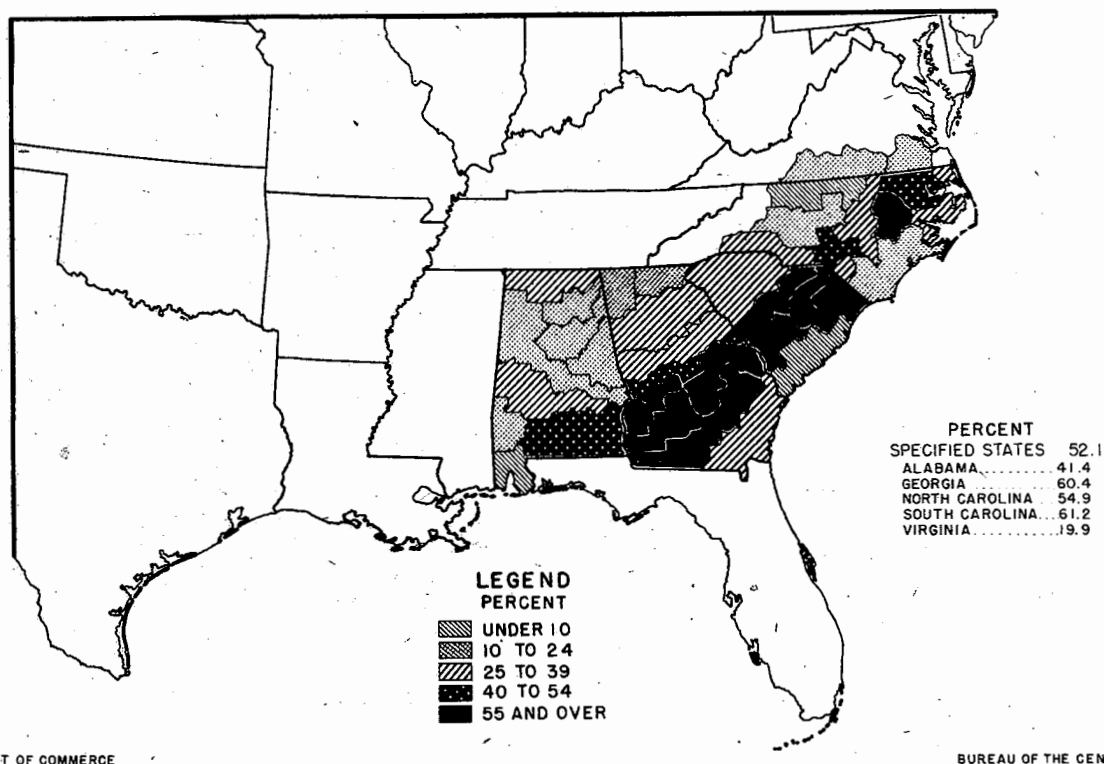 PERCENT
SPECIFIED STATES 52.1
ALABAMA.......... 41.4
GEORGIA .......... 60.4
NORTH CAROLINA . 54.9
SOUTH CAROLINA...61.2
VIRGINIA...........19.9
LEGEND
PERCENT
UNDER 10
10 TO 24
25 TO 39
40 TO 54
55 AND OVER
T OF COMMERCE
BUREAU OF THE CEN